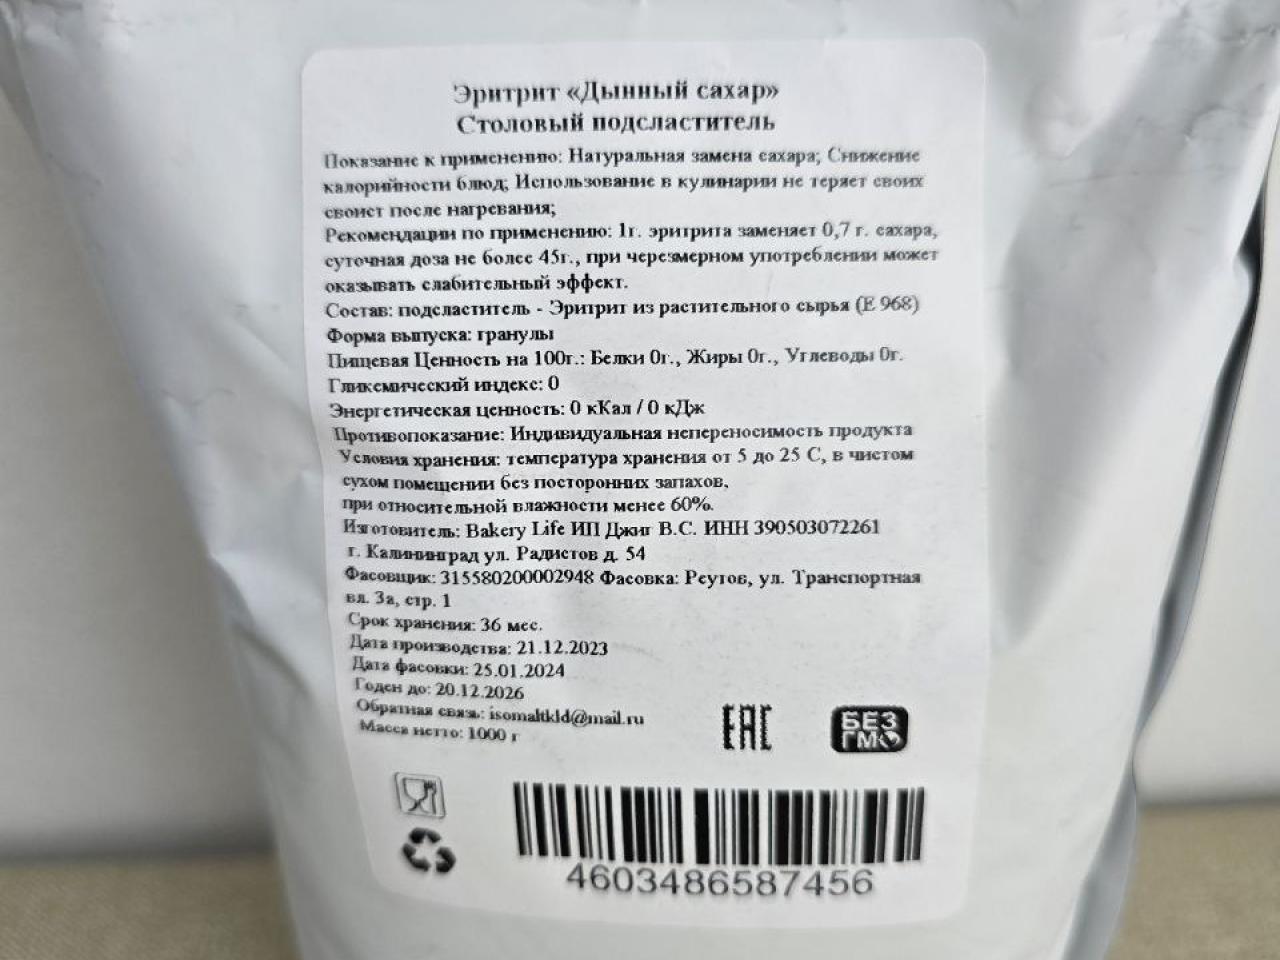 Эритрит «Дынный сахар»
Столовый подсластитель
Показание к применению: Натуральная замена сахара; Снижение
калорийности блюд; Использование в кулинарии не теряет своих
своист после нагревания;
Рекомендации по применению: 1г. эритрита заменяет 0,7 г. сахара,
суточная доза не более 45г., при черезмерном употреблении может
оказывать слабительный эффект.
Состав: подсластитель - Эритрит из растительного сырья (Е 968)
Форма выпуска: гранулы
Пищевая Ценность на 100г.: Белки 0г., Жиры 0г., Углеводы 0г.
Гликемический индекс: 0
Энергетическая ценность: 0 кКал / 0 кДж
Противопоказание: Индивидуальная непереносимость продукта
Условия хранения: температура хранения от 5 до 25 С, в чистом
сухом помещении без посторонних запахов,
при относительной влажности менее 60%.
Изготовитель: Bakery Life ИП Джиг В.С. ИНН 390503072261
г. Калининград ул. Радистов д. 54
Фасовщик: 315580200002948 Фасовка: Реутов, ул. Транспортная
вл. 3а, стр. 1
Срок хранения: 36 мес.
Дата производства: 21.12.2023
Дата фасовки: 25.01.2024
Годен до: 20.12.2026
Обратная связь: isomaltkld@mail.ru
Масса нетто: 1000 г
ЕАС
БЕЗ
ГМО
4603486587456